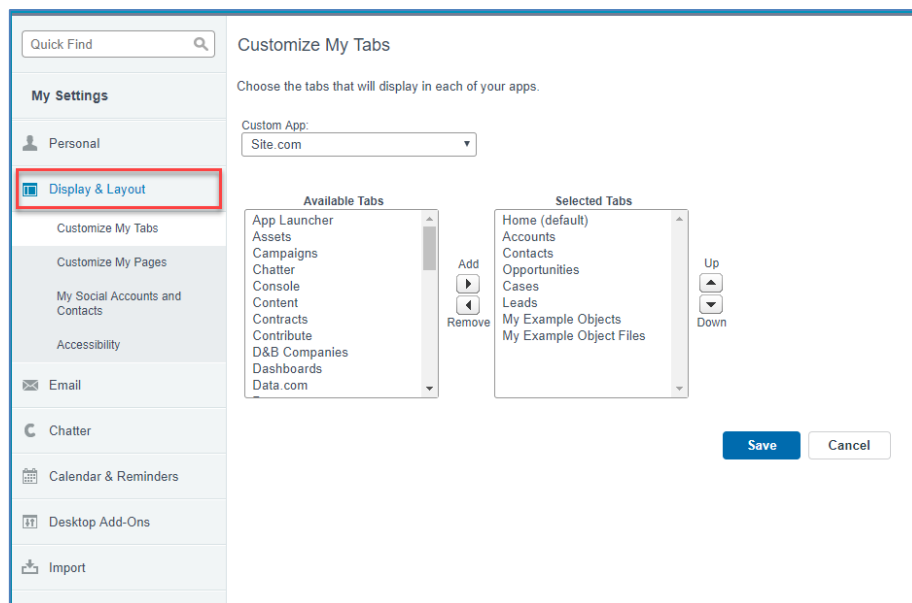 Quick Find
My Settings
Personal
Display & Layout
Customize My Tabs
Customize My Pages
My Social Accounts and
Contacts
Accessibility
Email
Chatter
Calendar & Reminders
Desktop Add-Ons
Import
Customize My Tabs
Choose the tabs that will display in each of your apps.
Custom App:
Site.com
Available Tabs
App Launcher
Assets
Campaigns
Chatter
Console
Content
Contracts
Contribute
D&B Companies
Dashboards
Data.com
Add
Remove
Selected Tabs
Home (default)
Accounts
Contacts
Opportunities
Cases
Leads
My Example Objects
My Example Object Files
Up
Down
Save
Cancel